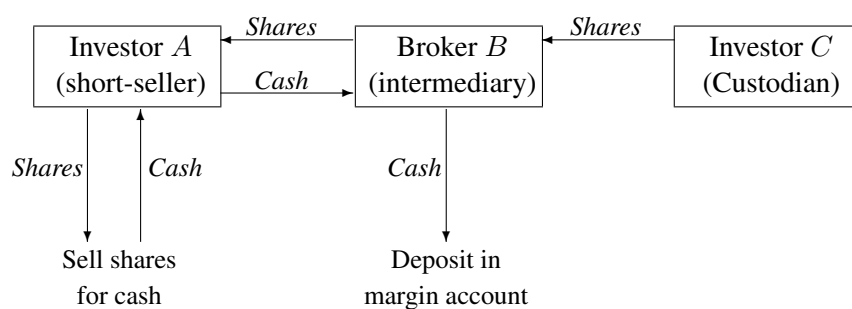 Shares
Shares
Investor A
(short-seller)
Broker B
(intermediary)
Investor C
(Custodian)
Cash
Shares
Cash
Cash
Sell shares
for cash
Deposit in
margin account